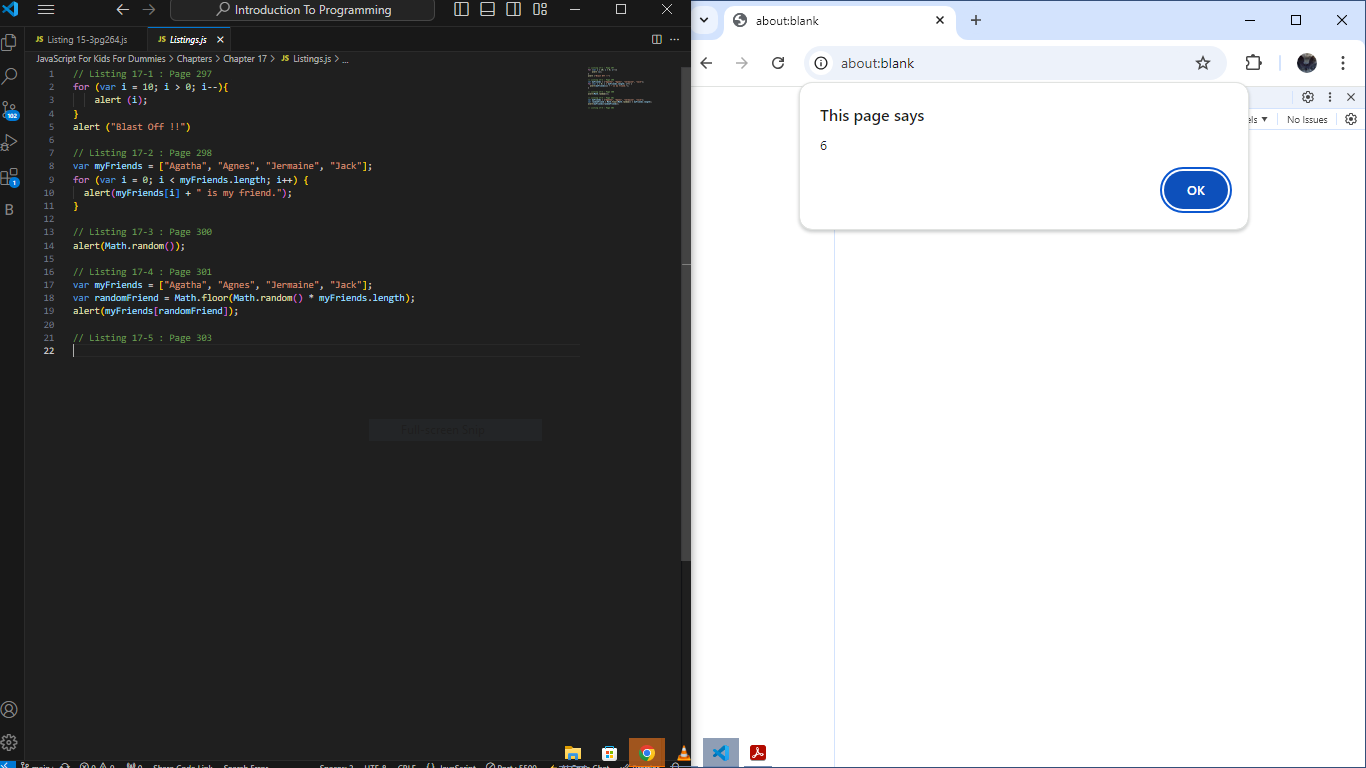 Introduction To Programming
JS Listing 15-3pg264.js
JS Listings.js
JavaScript For Kids For Dummies > Chapters > Chapter 17 > JS Listings.js > ...
1 // Listing 17-1 : Page 297
2 for (var i = 10; i > 0; i--){
3 alert (i);
4 }
5 alert ("Blast Off !!")
6
7 // Listing 17-2 : Page 298
8 var myFriends = ["Agatha", "Agnes", "Jermaine", "Jack"];
9 for (var i = 0; i < myFriends.length; i++) {
10 alert(myFriends[i] + " is my friend.");
11 }
12
13 // Listing 17-3 : Page 300
14 alert(Math.random());
15
16 // Listing 17-4 : Page 301
17 var myFriends = ["Agatha", "Agnes", "Jermaine", "Jack"];
18 var randomFriend = Math.floor(Math.random() * myFriends.length);
19 alert(myFriends[randomFriend]);
20
21 // Listing 17-5 : Page 303
22
102
1
B
Full-screen Snip
about:blank
about:blank
This page says
6
OK
els
No Issues